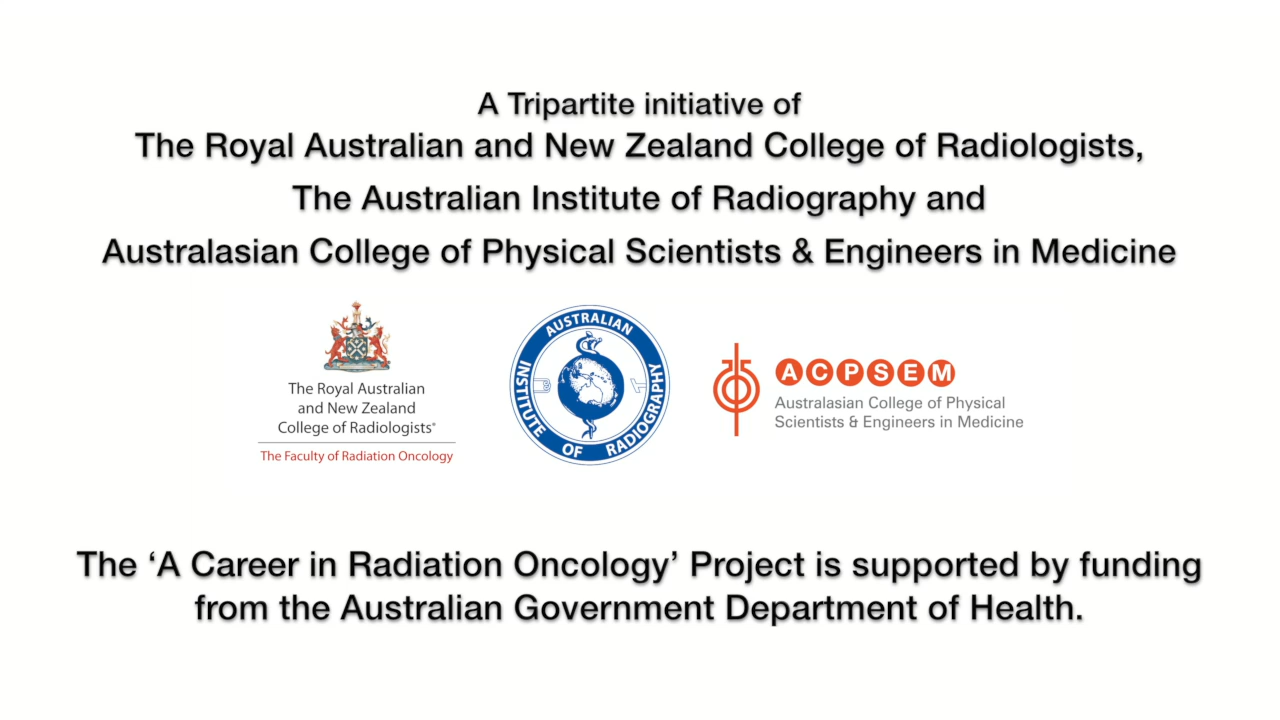 A Tripartite initiative of
The Royal Australian and New Zealand College of Radiologists,
The Australian Institute of Radiography and
Australasian College of Physical Scientists & Engineers in Medicine
The Royal Australian
and New Zealand
College of Radiologists®
The Faculty of Radiation Oncology
AUSTRALIAN
INSTITUTE OF RADIOGRAPHY
ACPSEM
Australasian College of Physical
Scientists & Engineers in Medicine
The ‘A Career in Radiation Oncology’ Project is supported by funding
from the Australian Government Department of Health.